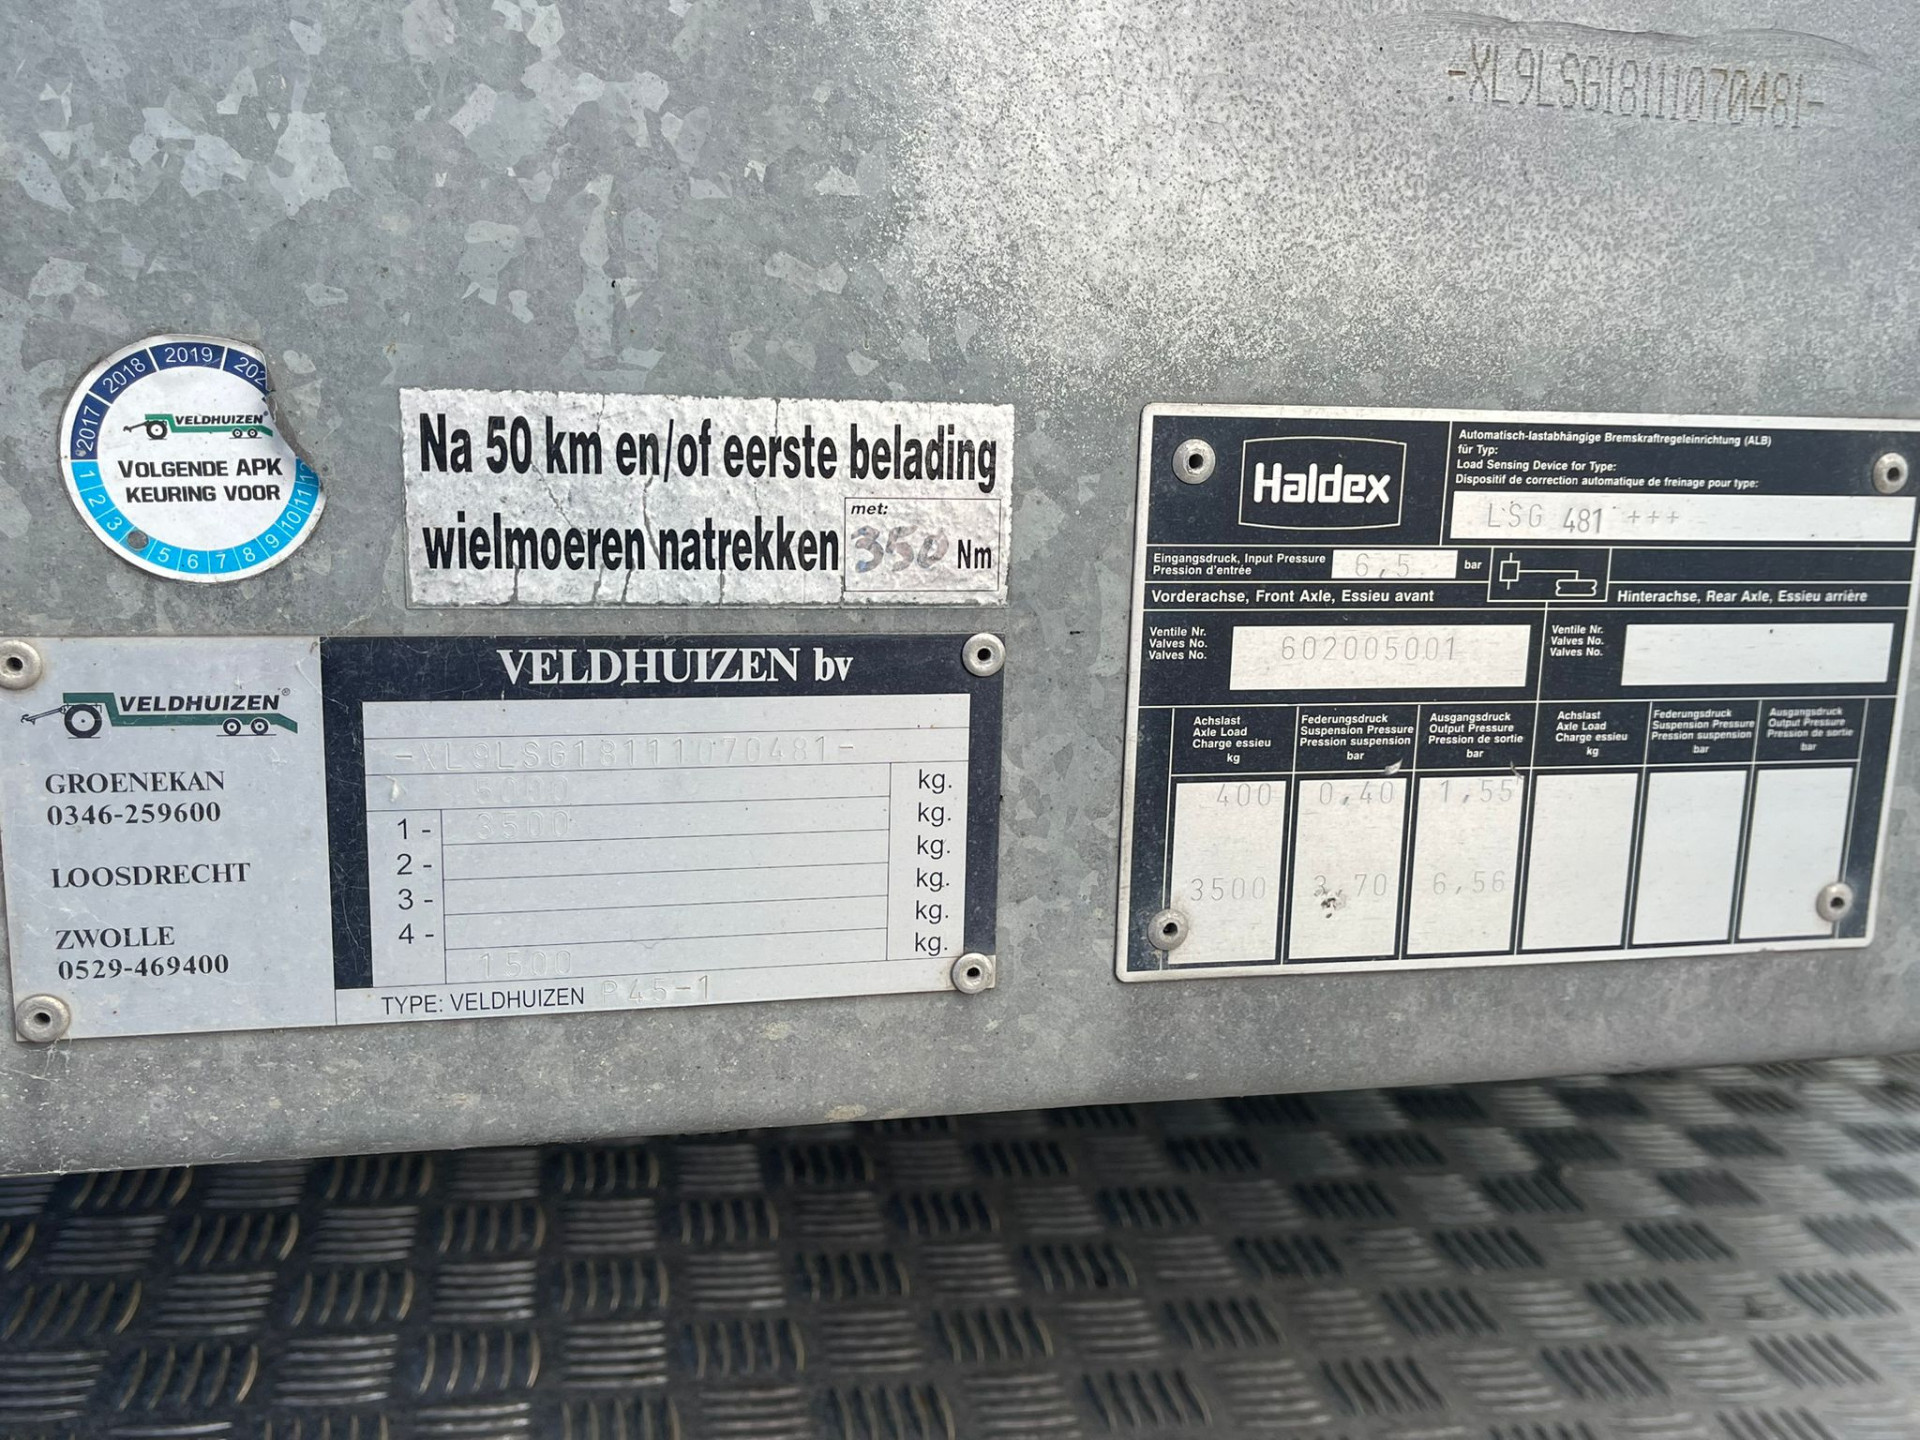 -XL9LSG18111070481-
2017 2018 2019 202
VELDHUIZEN®
VOLGENDE APK
KEURING VOOR
1 2 3 5 6 7 8 9 10 11 12
Na 50 km en/of eerste belading
wielmoeren natrekken
met:
350 Nm
VELDHUIZEN®
GROENEKAN
0346-259600
LOOSDRECHT
ZWOLLE
0529-469400
VELDHUIZEN bv
-XL9LSG18111070481-
5000 kg.
1 - 3500 kg.
2 - kg.
3 - kg.
4 - kg.
1500 kg.
TYPE: VELDHUIZEN P45-1
Haldex
Automatisch-lastabhängige Bremskraftregeleinrichtung (ALB)
für Typ:
Load Sensing Device for Type:
Dispositif de correction automatique de freinage pour type:
LSG 481 +++
Eingangsdruck, Input Pressure
Pression d'entrée
6,5 bar
Vorderachse, Front Axle, Essieu avant
Hinterachse, Rear Axle, Essieu arrière
Ventile Nr.
Valves No.
Valves No.
602005001
Ventile Nr.
Valves No.
Valves No.
Achslast
Axle Load
Charge essieu
kg
Federungsdruck
Suspension Pressure
Pression suspension
bar
Ausgangsdruck
Output Pressure
Pression de sortie
bar
Achslast
Axle Load
Charge essieu
kg
Federungsdruck
Suspension Pressure
Pression suspension
bar
Ausgangsdruck
Output Pressure
Pression de sortie
bar
400 0,40 1,55
3500 3,70 6,56